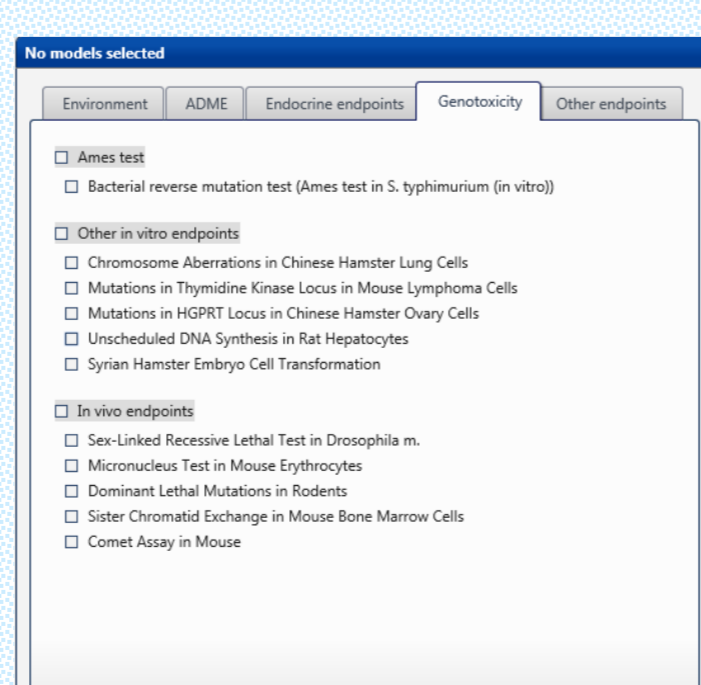 No models selected
Environment ADME Endocrine endpoints Genotoxicity Other endpoints
Ames test
Bacterial reverse mutation test (Ames test in S. typhimurium (in vitro))
Other in vitro endpoints
Chromosome Aberrations in Chinese Hamster Lung Cells
Mutations in Thymidine Kinase Locus in Mouse Lymphoma Cells
Mutations in HGPRT Locus in Chinese Hamster Ovary Cells
Unscheduled DNA Synthesis in Rat Hepatocytes
Syrian Hamster Embryo Cell Transformation
In vivo endpoints
Sex-Linked Recessive Lethal Test in Drosophila m.
Micronucleus Test in Mouse Erythrocytes
Dominant Lethal Mutations in Rodents
Sister Chromatid Exchange in Mouse Bone Marrow Cells
Comet Assay in Mouse